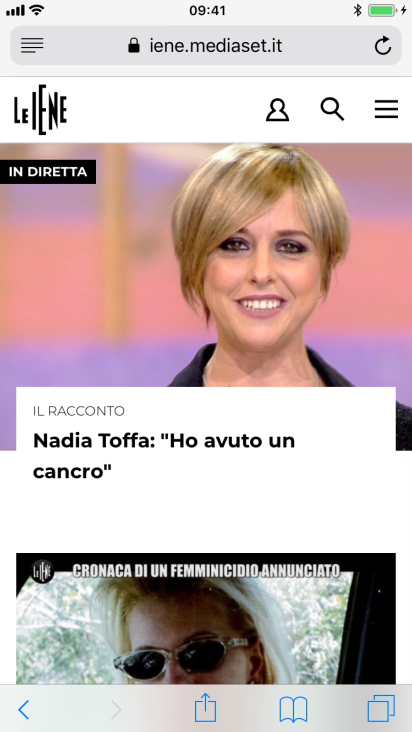 09:41
iene.mediaset.it
LE IENE
IN DIRETTA
IL RACCONTO
Nadia Toffa: "Ho avuto un
cancro"
CRONACA DI UN FEMMINICIDIO ANNUNCIATO